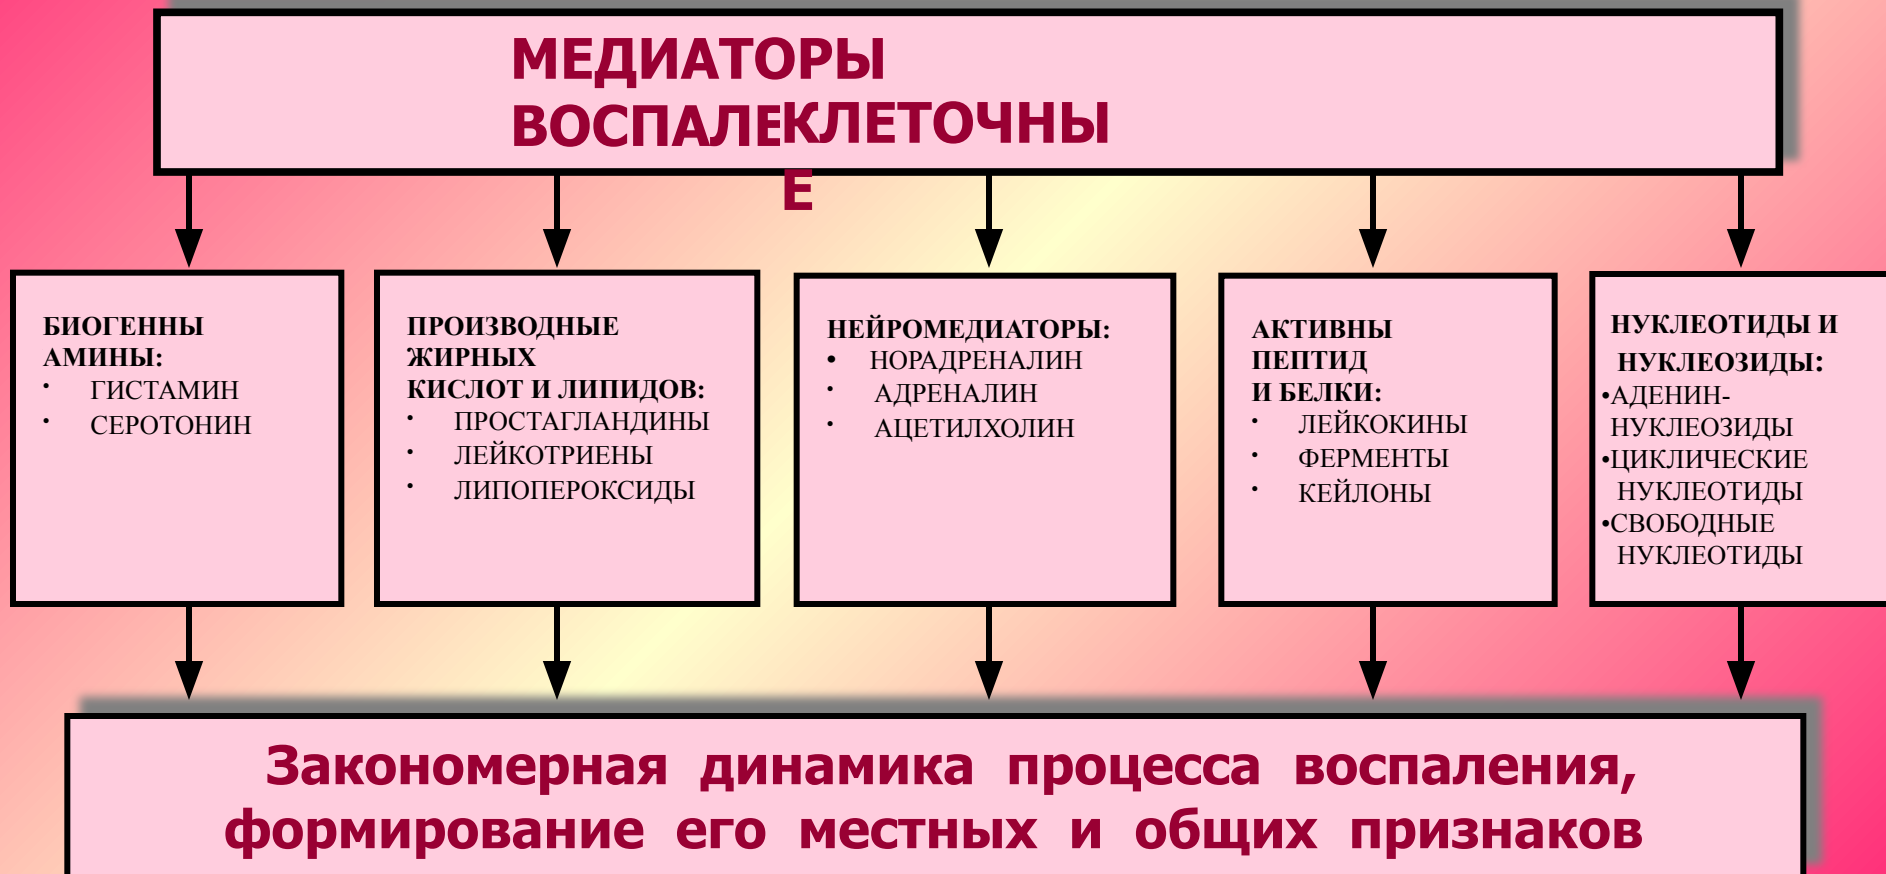 МЕДИАТОРЫ
ВОСПАЛЕ
КЛЕТОЧНЫ
Е
БИОГЕННЫ
АМИНЫ:
• ГИСТАМИН
• СЕРОТОНИН
ПРОИЗВОДНЫЕ
ЖИРНЫХ
КИСЛОТ И ЛИПИДОВ:
• ПРОСТАГЛАНДИНЫ
• ЛЕЙКОТРИЕНЫ
• ЛИПОПЕРОКСИДЫ
НЕЙРОМЕДИАТОРЫ:
• НОРАДРЕНАЛИН
• АДРЕНАЛИН
• АЦЕТИЛХОЛИН
АКТИВНЫ
ПЕПТИД
И БЕЛКИ:
• ЛЕЙКОКИНЫ
• ФЕРМЕНТЫ
• КЕЙЛОНЫ
НУКЛЕОТИДЫ И
НУКЛЕОЗИДЫ:
•АДЕНИН-
НУКЛЕОЗИДЫ
•ЦИКЛИЧЕСКИЕ
НУКЛЕОТИДЫ
•СВОБОДНЫЕ
НУКЛЕОТИДЫ
Закономерная динамика процесса воспаления,
формирование его местных и общих признаков